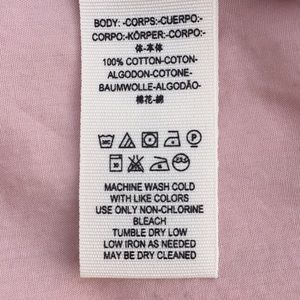 BODY:-CORPS:-CUERPO:-
CORPO:-KÖRPER:-CORPO:-
体-本体
100% COTTON-COTON-
ALGODON-COTONE-
BAUMWOLLE-ALGODÃO-
棉花-綿
MACHINE WASH COLD
WITH LIKE COLORS
USE ONLY NON-CHLORINE
BLEACH
TUMBLE DRY LOW
LOW IRON AS NEEDED
MAY BE DRY CLEANED